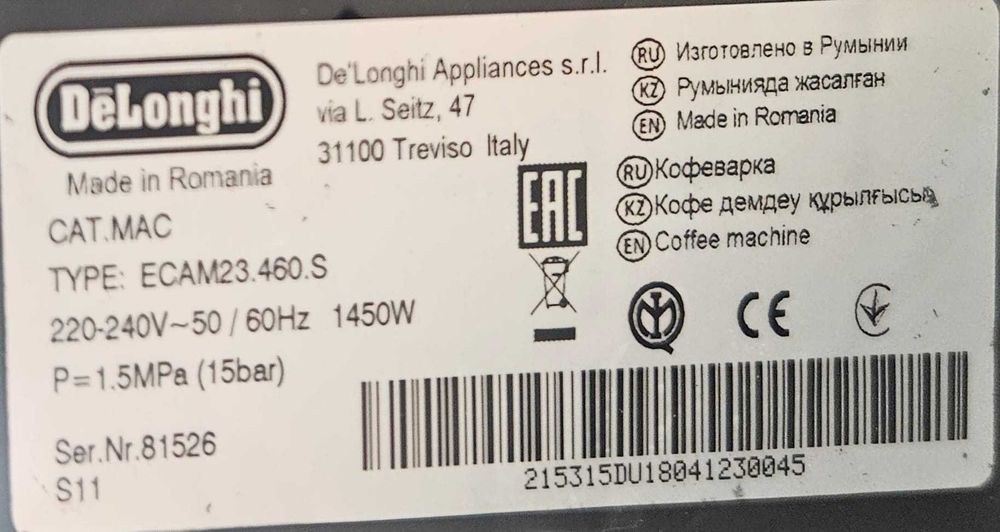 DēLonghi
Made in Romania
CAT.MAC
TYPE: ECAM23.460.S
220-240V~50 / 60Hz 1450W
P=1.5MPa (15bar)
Ser.Nr.81526
S11
De'Longhi Appliances s.r.l.
via L. Seitz, 47
31100 Treviso Italy
EAC
RU Изготовлено в Румынии
KZ Румынияда жасалған
EN Made in Romania
RU Кофеварка
KZ Кофе демдеу құрылғысы
EN Coffee machine
CE
215315DU18041230045